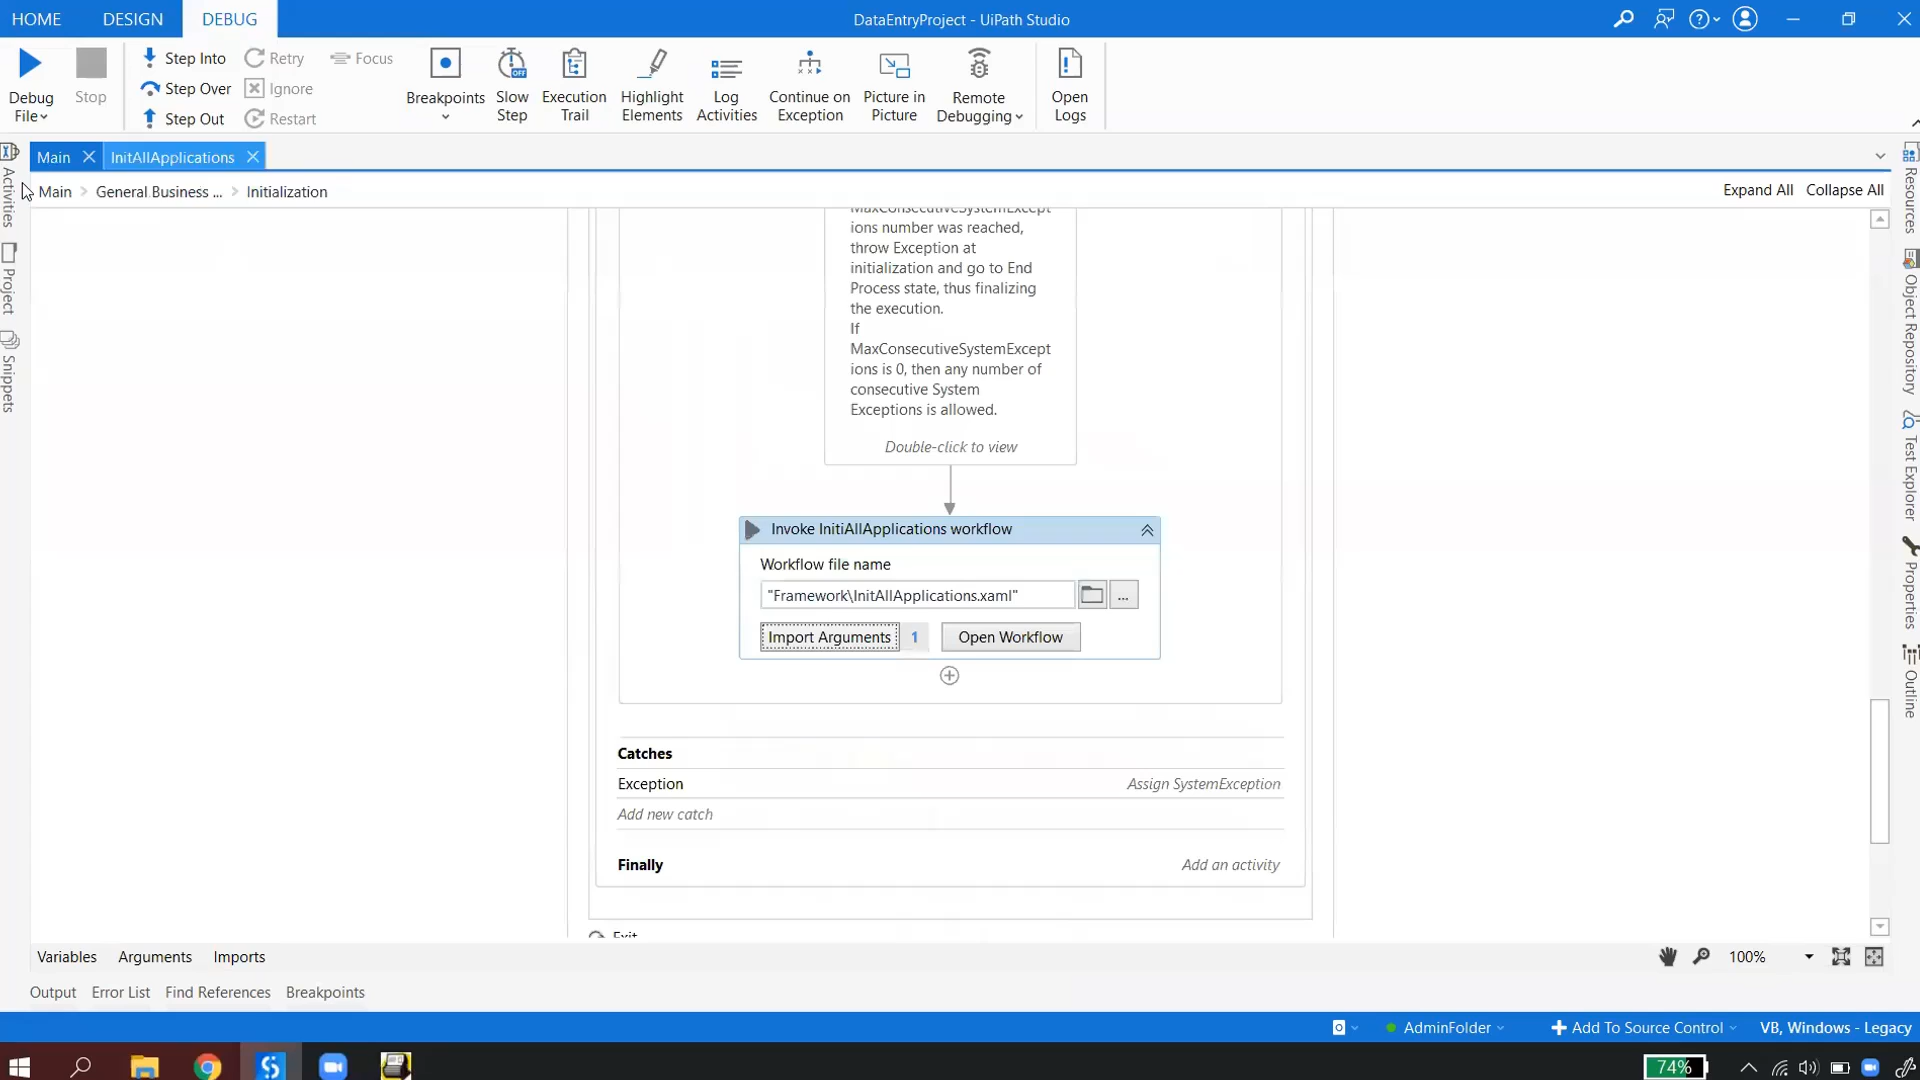 HOME DESIGN DEBUG DataEntryProject - UiPath Studio
Debug File
Stop
Step Into
Step Over
Step Out
Retry
Ignore
Restart
Focus
Breakpoints
Slow Step
OFF
Execution Trail
Highlight Elements
Log Activities
Continue on Exception
Picture in Picture
Remote Debugging
Open Logs
Main InitAllApplications
Main > General Business ... > Initialization
Expand All Collapse All
Activities
Project
Snippets
Resources
Object Repository
Test Explorer
Properties
Outline
MaxConsecutiveSystemExcept
ions number was reached,
throw Exception at
initialization and go to End
Process state, thus finalizing
the execution.
If
MaxConsecutiveSystemExcept
ions is 0, then any number of
consecutive System
Exceptions is allowed.
Double-click to view
Invoke InitiAllApplications workflow
Workflow file name
"Framework\InitAllApplications.xaml"
...
Import Arguments 1 Open Workflow
Catches
Exception Assign SystemException
Add new catch
Finally Add an activity
Exit
Variables Arguments Imports
100%
Output Error List Find References Breakpoints
AdminFolder Add To Source Control VB, Windows - Legacy
74%